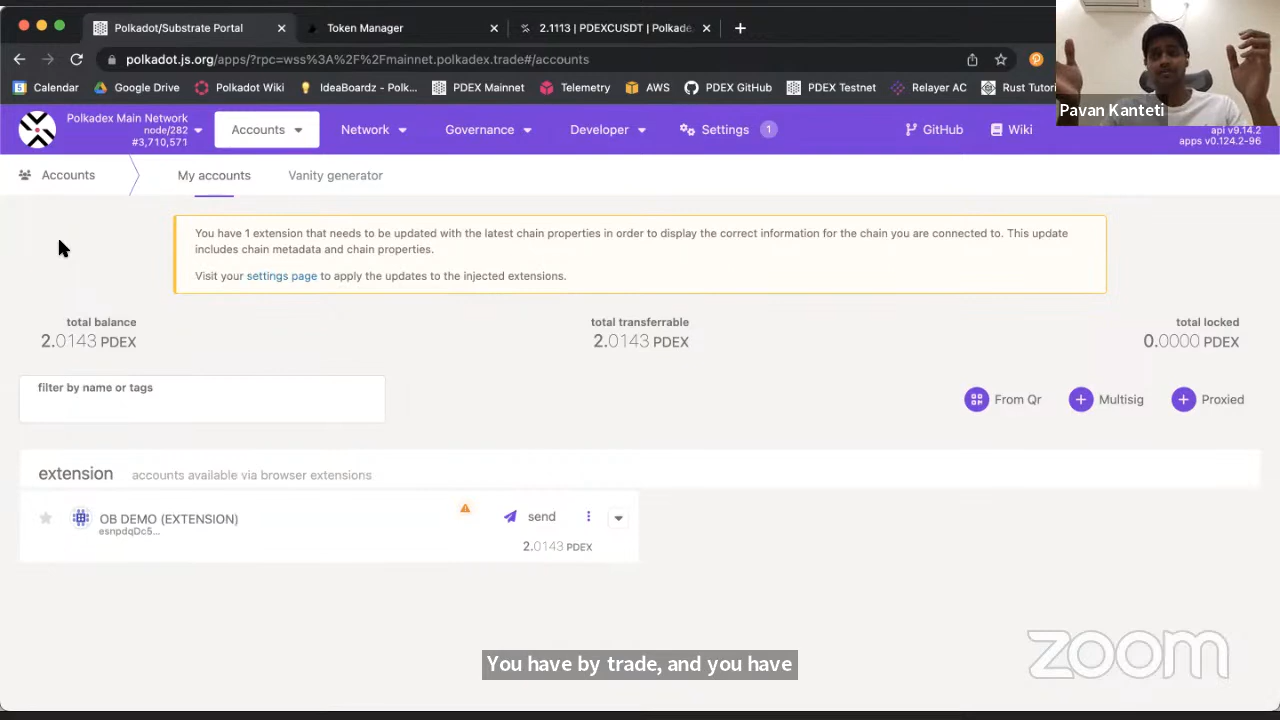 Polkadot/Substrate Portal
Token Manager
2.1113 | PDEXCUSDT | Polkade
polkadot.js.org/apps/?rpc=wss%3A%2F%2Fmainnet.polkadex.trade#/accounts
Calendar
Google Drive
Polkadot Wiki
IdeaBoardz - Polk...
PDEX Mainnet
Telemetry
AWS
PDEX GitHub
PDEX Testnet
Relayer AC
Rust Tutori
Pavan Kanteti
Polkadex Main Network
node/282
#3,710,571
Accounts
Network
Governance
Developer
Settings
1
GitHub
Wiki
api v9.14.2
apps v0.124.2-96
Accounts
My accounts
Vanity generator
You have 1 extension that needs to be updated with the latest chain properties in order to display the correct information for the chain you are connected to. This update
includes chain metadata and chain properties.
Visit your settings page to apply the updates to the injected extensions.
total balance
2.0143 PDEX
total transferrable
2.0143 PDEX
total locked
0.0000 PDEX
filter by name or tags
From Qr
Multisig
Proxied
extension accounts available via browser extensions
OB DEMO (EXTENSION)
esnpdqDc5...
send
2.0143 PDEX
You have by trade, and you have
zoom